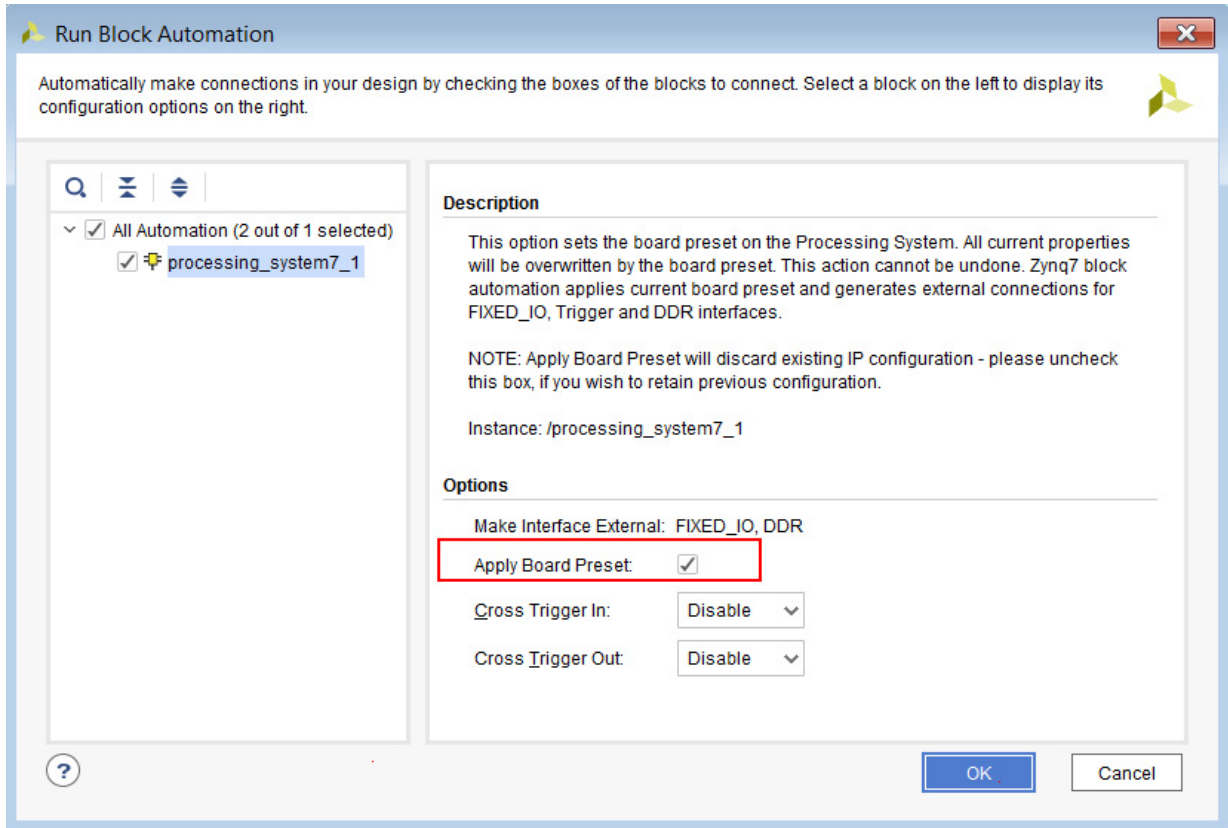 Run Block Automation
Automatically make connections in your design by checking the boxes of the blocks to connect. Select a block on the left to display its
configuration options on the right.
All Automation (2 out of 1 selected)
processing_system7_1
Description
This option sets the board preset on the Processing System. All current properties
will be overwritten by the board preset. This action cannot be undone. Zynq7 block
automation applies current board preset and generates external connections for
FIXED_IO, Trigger and DDR interfaces.
NOTE: Apply Board Preset will discard existing IP configuration - please uncheck
this box, if you wish to retain previous configuration.
Instance: /processing_system7_1
Options
Make Interface External: FIXED_IO, DDR
Apply Board Preset:
Cross Trigger In: Disable
Cross Trigger Out: Disable
?
OK
Cancel